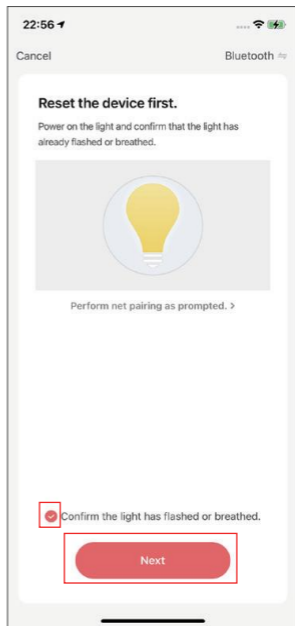 22:56
Cancel
Bluetooth
Reset the device first.
Power on the light and confirm that the light has
already flashed or breathed.
Perform net pairing as prompted. >
Confirm the light has flashed or breathed.
Next